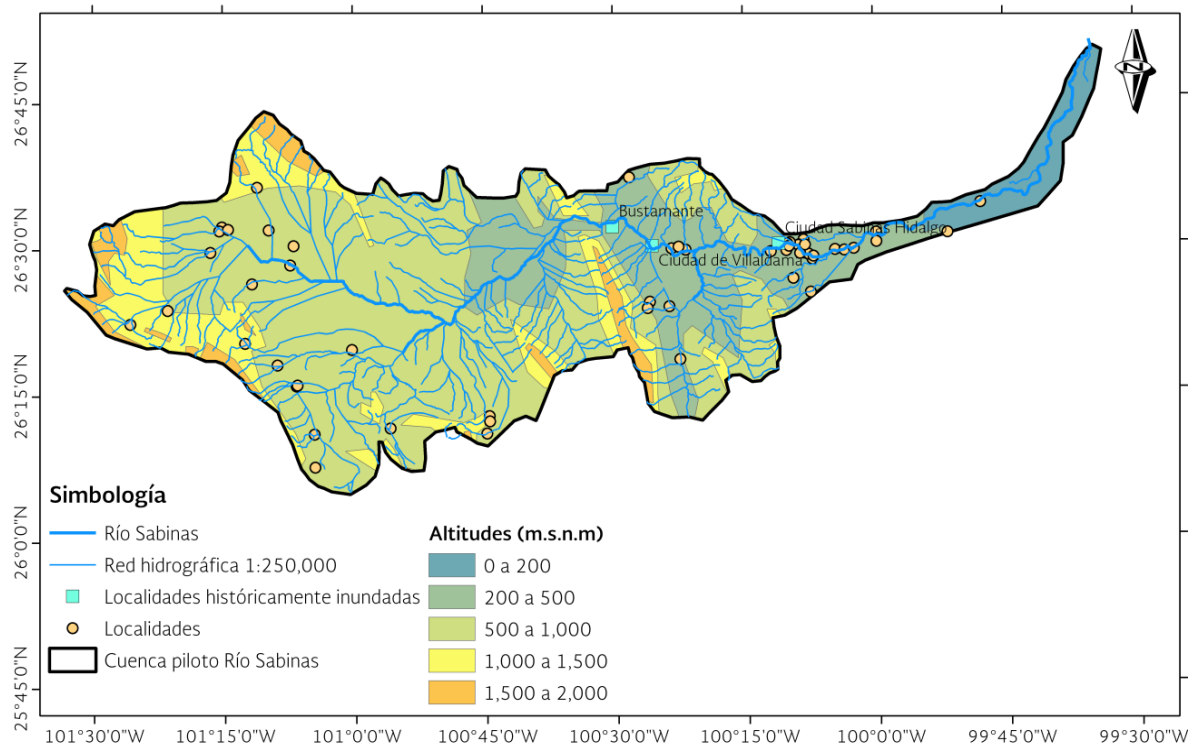 26°45'0"N
26°30'0"N
26°15'0"N
26°0'0"N
25°45'0"N
N
Bustamante
Ciudad Sabinas Hidalgo
Ciudad de Villaldama
Simbología
Río Sabinas
Red hidrográfica 1:250,000
Localidades históricamente inundadas
Localidades
Cuenca piloto Río Sabinas
Altitudes (m.s.n.m)
0 a 200
200 a 500
500 a 1,000
1,000 a 1,500
1,500 a 2,000
101°30'0"W 101°15'0"W 101°0'0"W 100°45'0"W 100°30'0"W 100°15'0"W 100°0'0"W 99°45'0"W 99°30'0"W